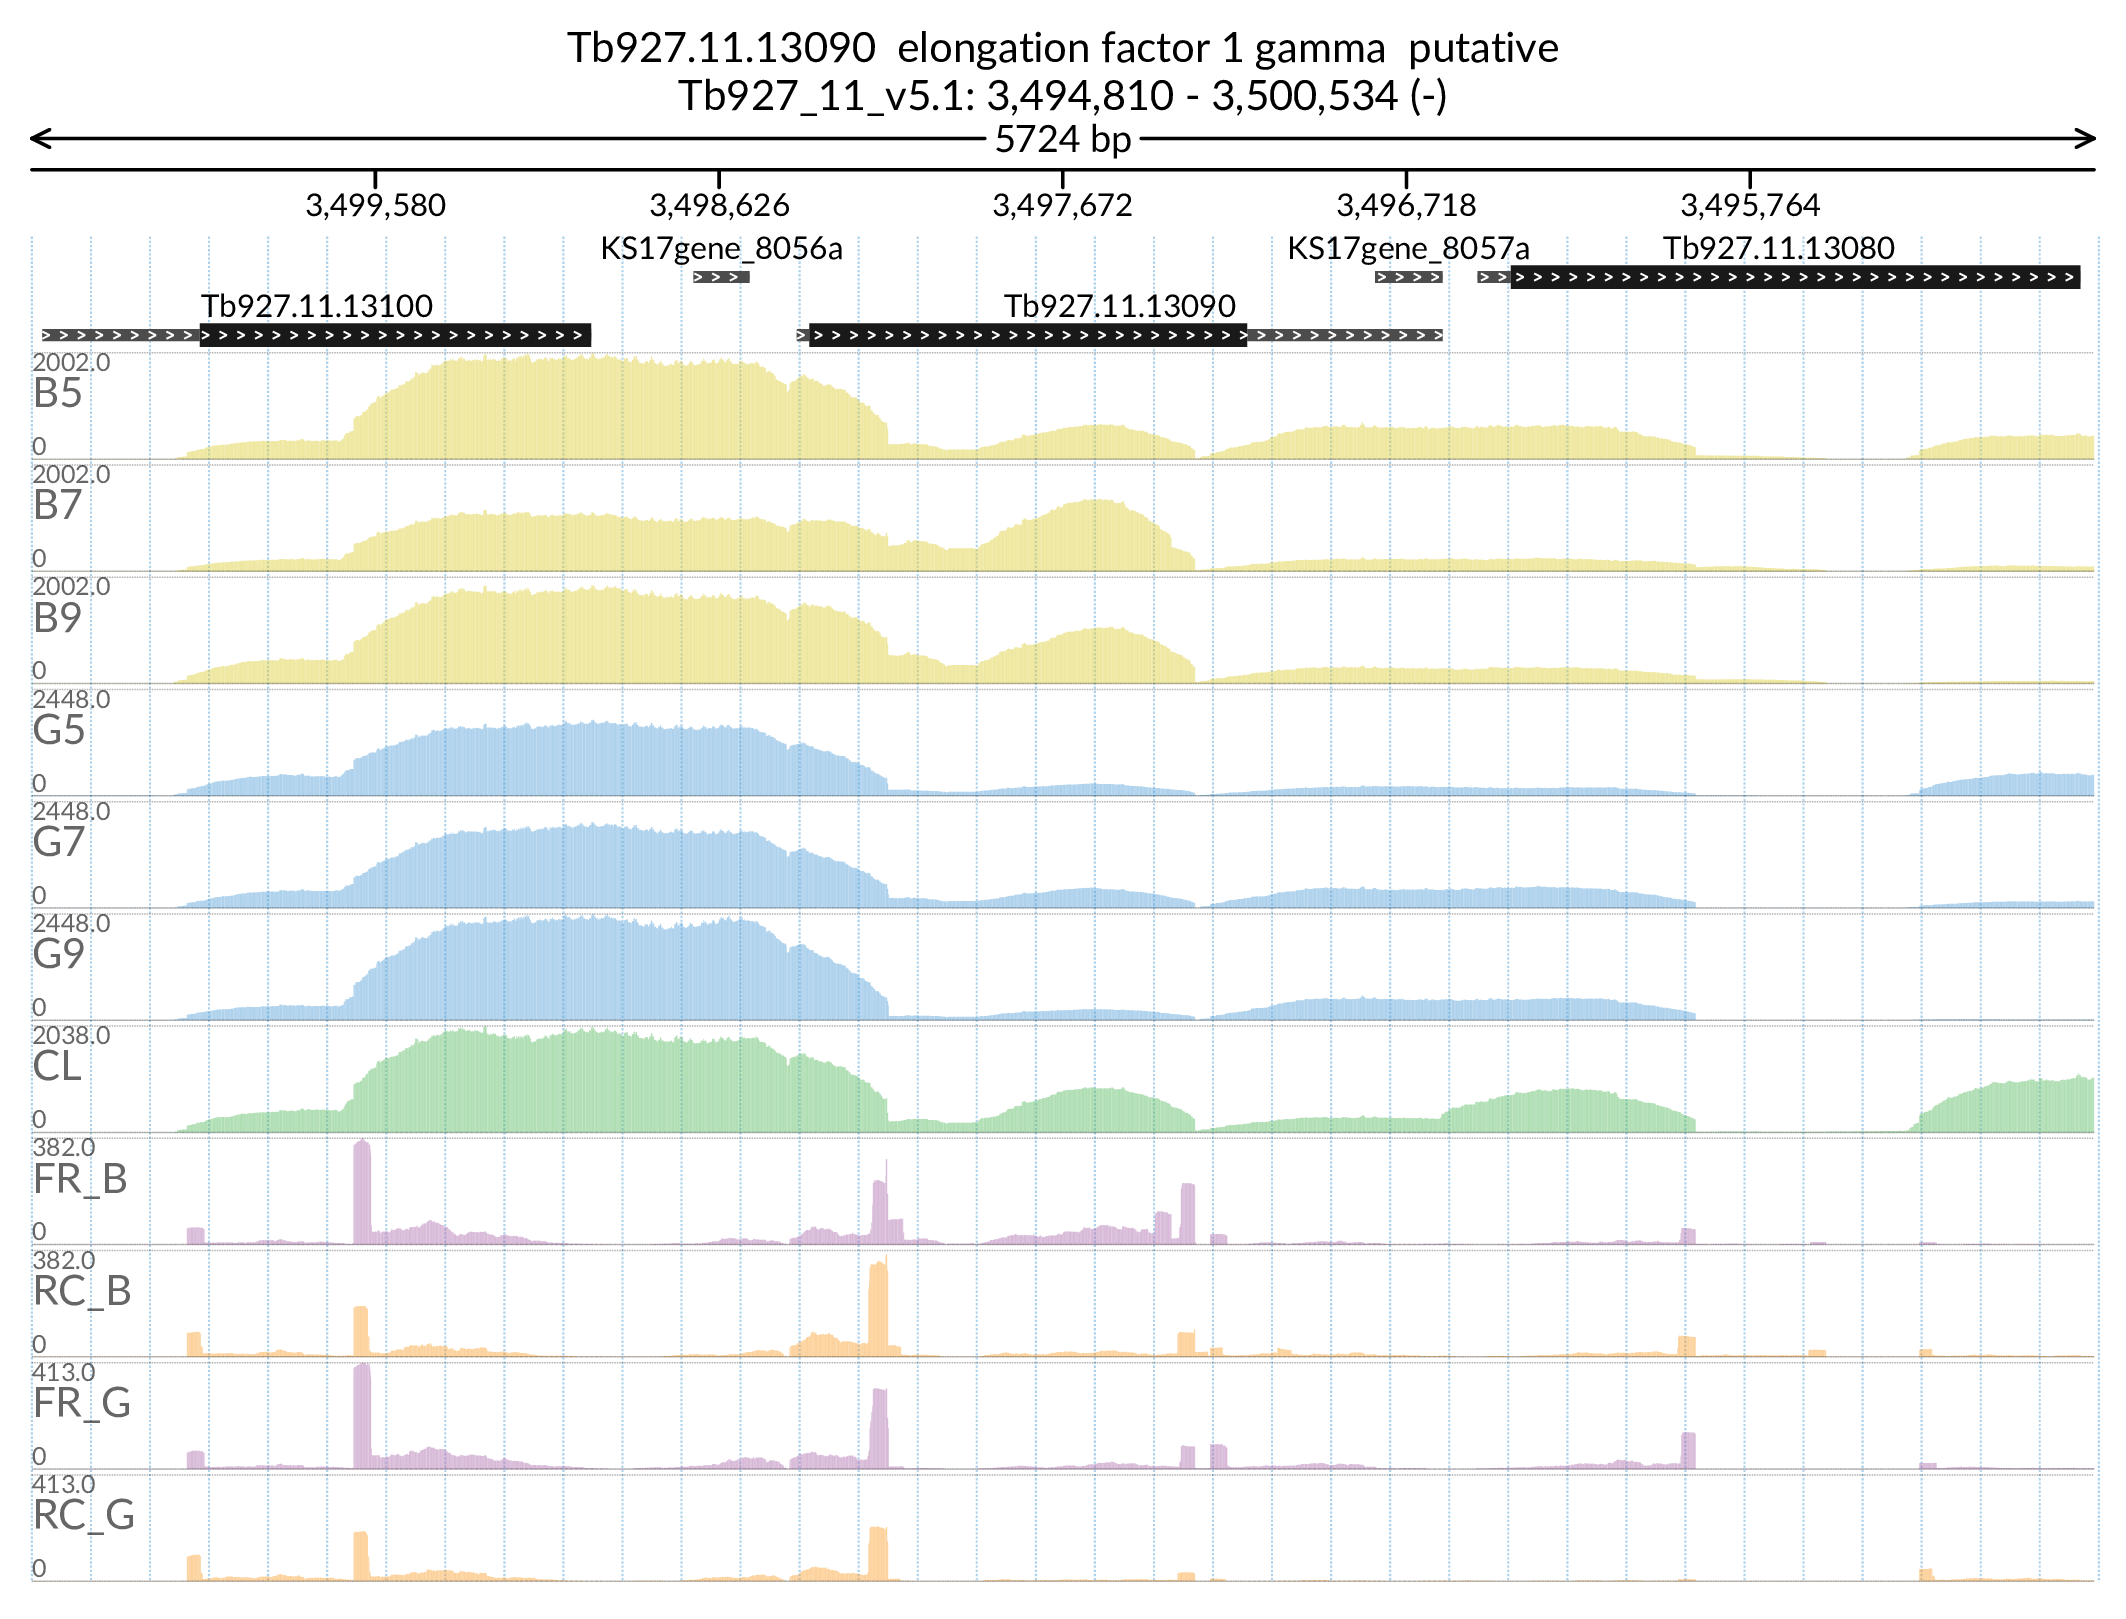 Tb927.11.13090  elongation factor 1 gamma  putative
Tb927_11_v5.1: 3,494,810 - 3,500,534 (-)
5724 bp
3,499,580 3,498,626 3,497,672 3,496,718 3,495,764
KS17gene_8056a KS17gene_8057a Tb927.11.13080
Tb927.11.13100 Tb927.11.13090
2002.0
B5
0
2002.0
B7
0
2002.0
B9
0
2448.0
G5
0
2448.0
G7
0
2448.0
G9
0
2038.0
CL
0
382.0
FR_B
0
382.0
RC_B
0
413.0
FR_G
0
413.0
RC_G
0